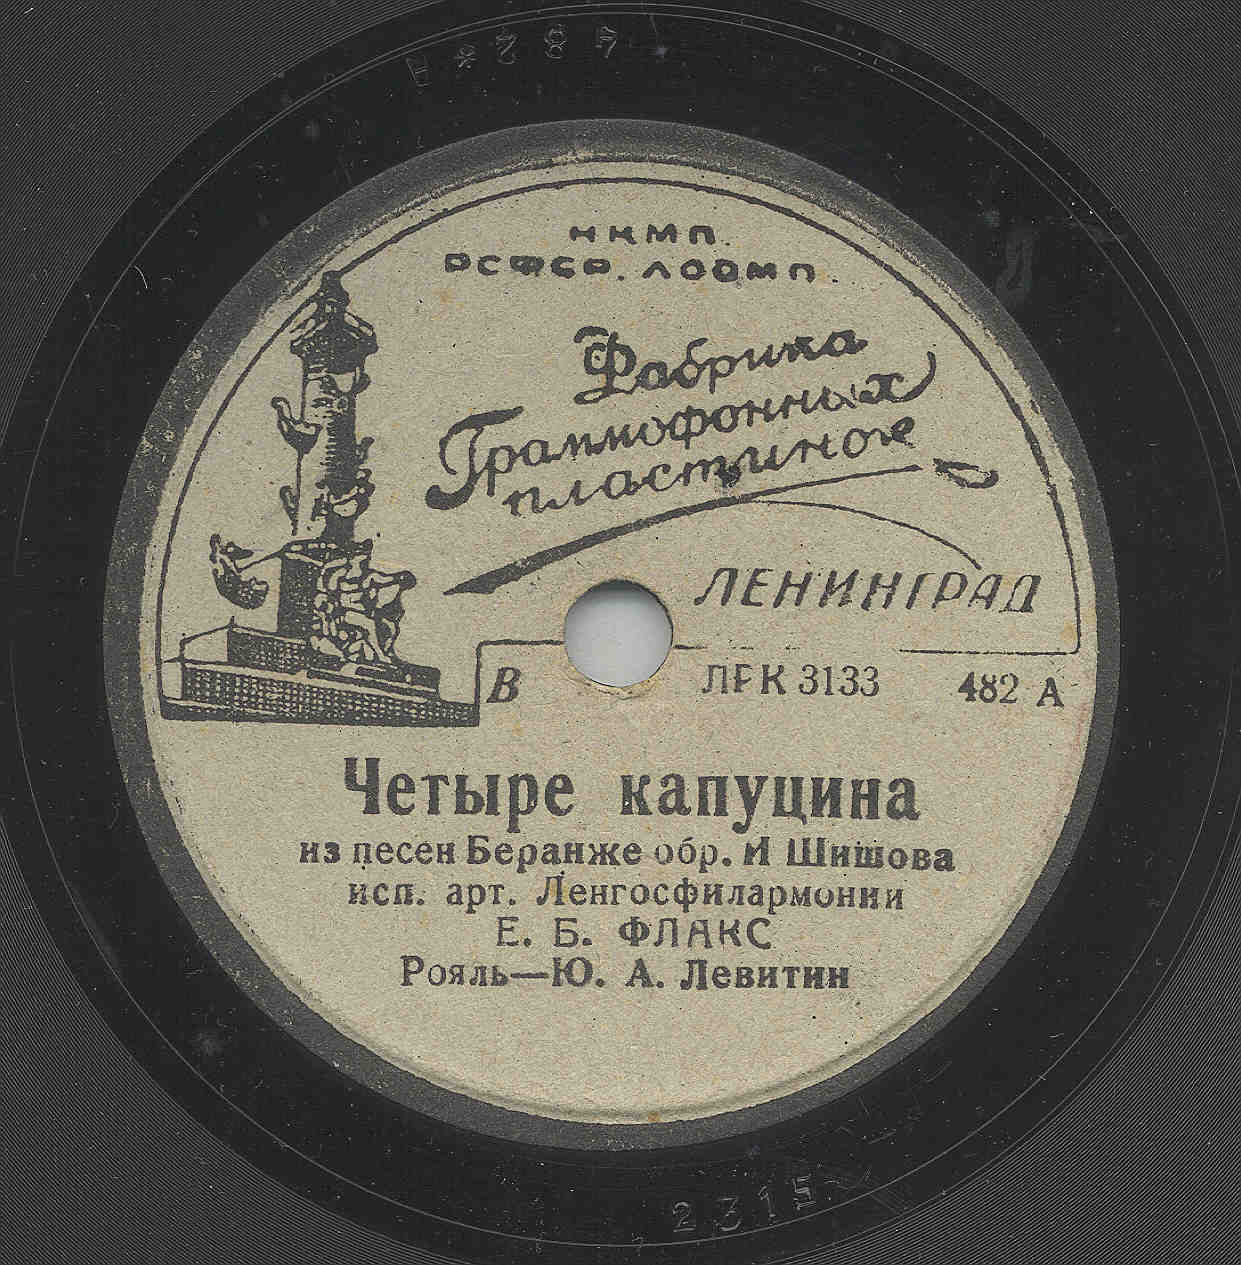 НКМП.
РСФСР. ЛООМП.
Фабрика
Граммофонных
пластинок
ЛЕНИНГРАД
В ЛРК 3133 482 А
Четыре капуцина
из песен Беранже обр. И Шишова
исп. арт. Ленгосфилармонии
Е. Б. ФЛАКС
Рояль—Ю. А. Левитин
2315